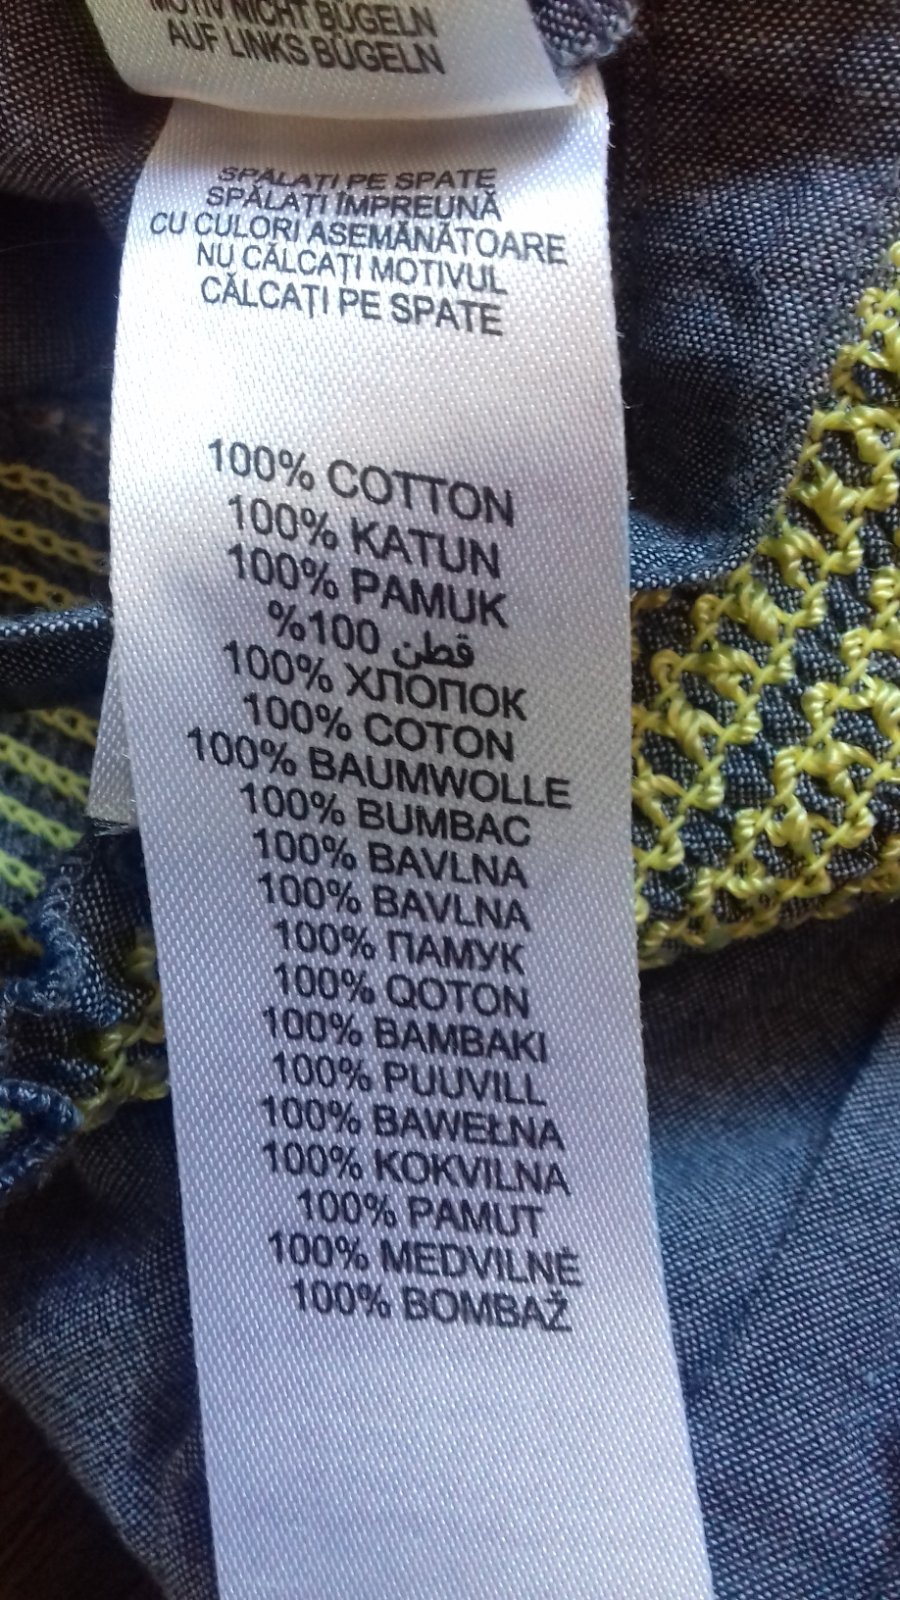 MOTIV NICHT BÜGELN
AUF LINKS BÜGELN
SPĂLAȚI PE SPATE
SPĂLAȚI ÎMPREUNĂ
CU CULORI ASEMĂNĂTOARE
NU CĂLCAȚI MOTIVUL
CĂLCAȚI PE SPATE
100% COTTON
100% KATUN
100% PAMUK
%100 قطن
100% ХЛОПОК
100% COTON
100% BAUMWOLLE
100% BUMBAC
100% BAVLNA
100% BAVLNA
100% ПАМУК
100% QOTON
100% BAMBAKI
100% PUUVILL
100% BAWEŁNA
100% KOKVILNA
100% PAMUT
100% MEDVILNĖ
100% BOMBAŽ